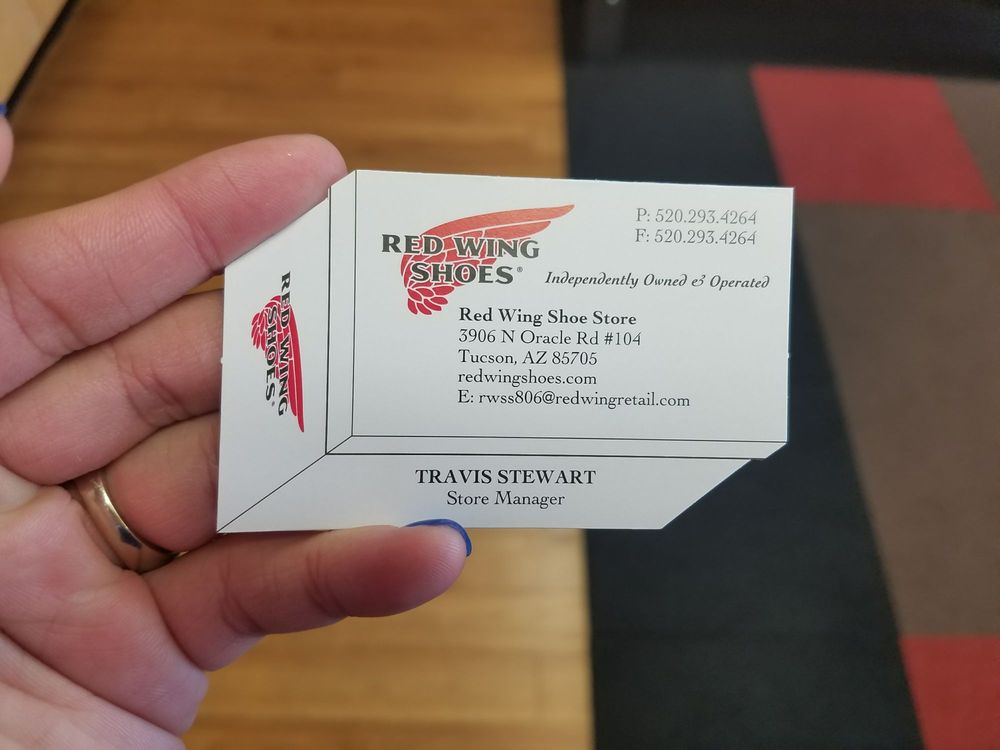 RED WING
SHOES®
P: 520.293.4264
F: 520.293.4264
Independently Owned & Operated
Red Wing Shoe Store
3906 N Oracle Rd #104
Tucson, AZ 85705
redwingshoes.com
E: rwss806@redwingretail.com
RED WING
SHOES®
TRAVIS STEWART
Store Manager